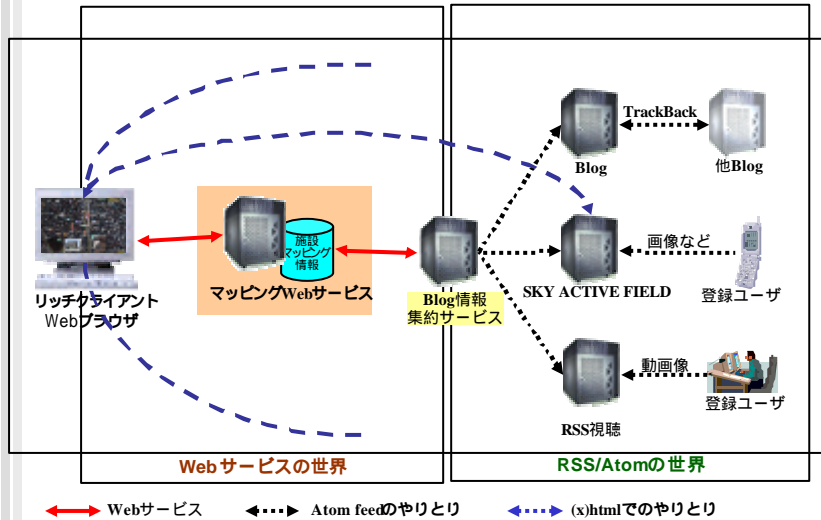 TrackBack
Blog
他Blog
施設
マッピング
情報
マッピングWebサービス
リッチクライアント
Webブラウザ
Blog情報
集約サービス
画像など
SKY ACTIVE FIELD
登録ユーザ
動画像
登録ユーザ
RSS視聴
Webサービスの世界
RSS/Atomの世界
Webサービス
Atom feedのやりとり
(x)htmlでのやりとり